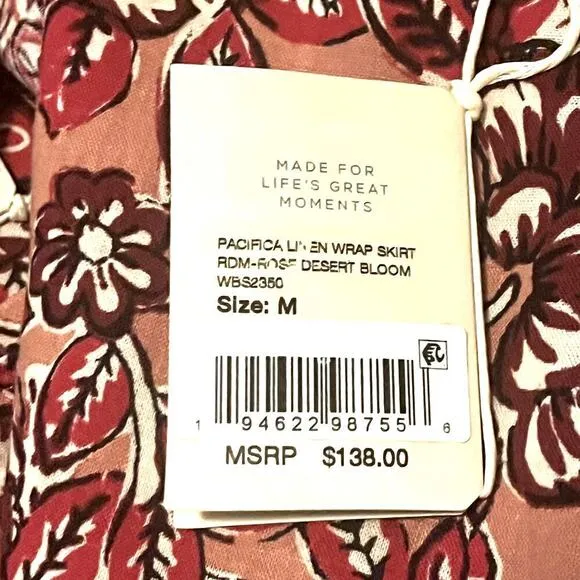 MADE FOR
LIFE'S GREAT
MOMENTS
PACIFICA LINEN WRAP SKIRT
RDM-ROSE DESERT BLOOM
WBS2350
Size: M
1 94622 98755 6
MSRP $138.00